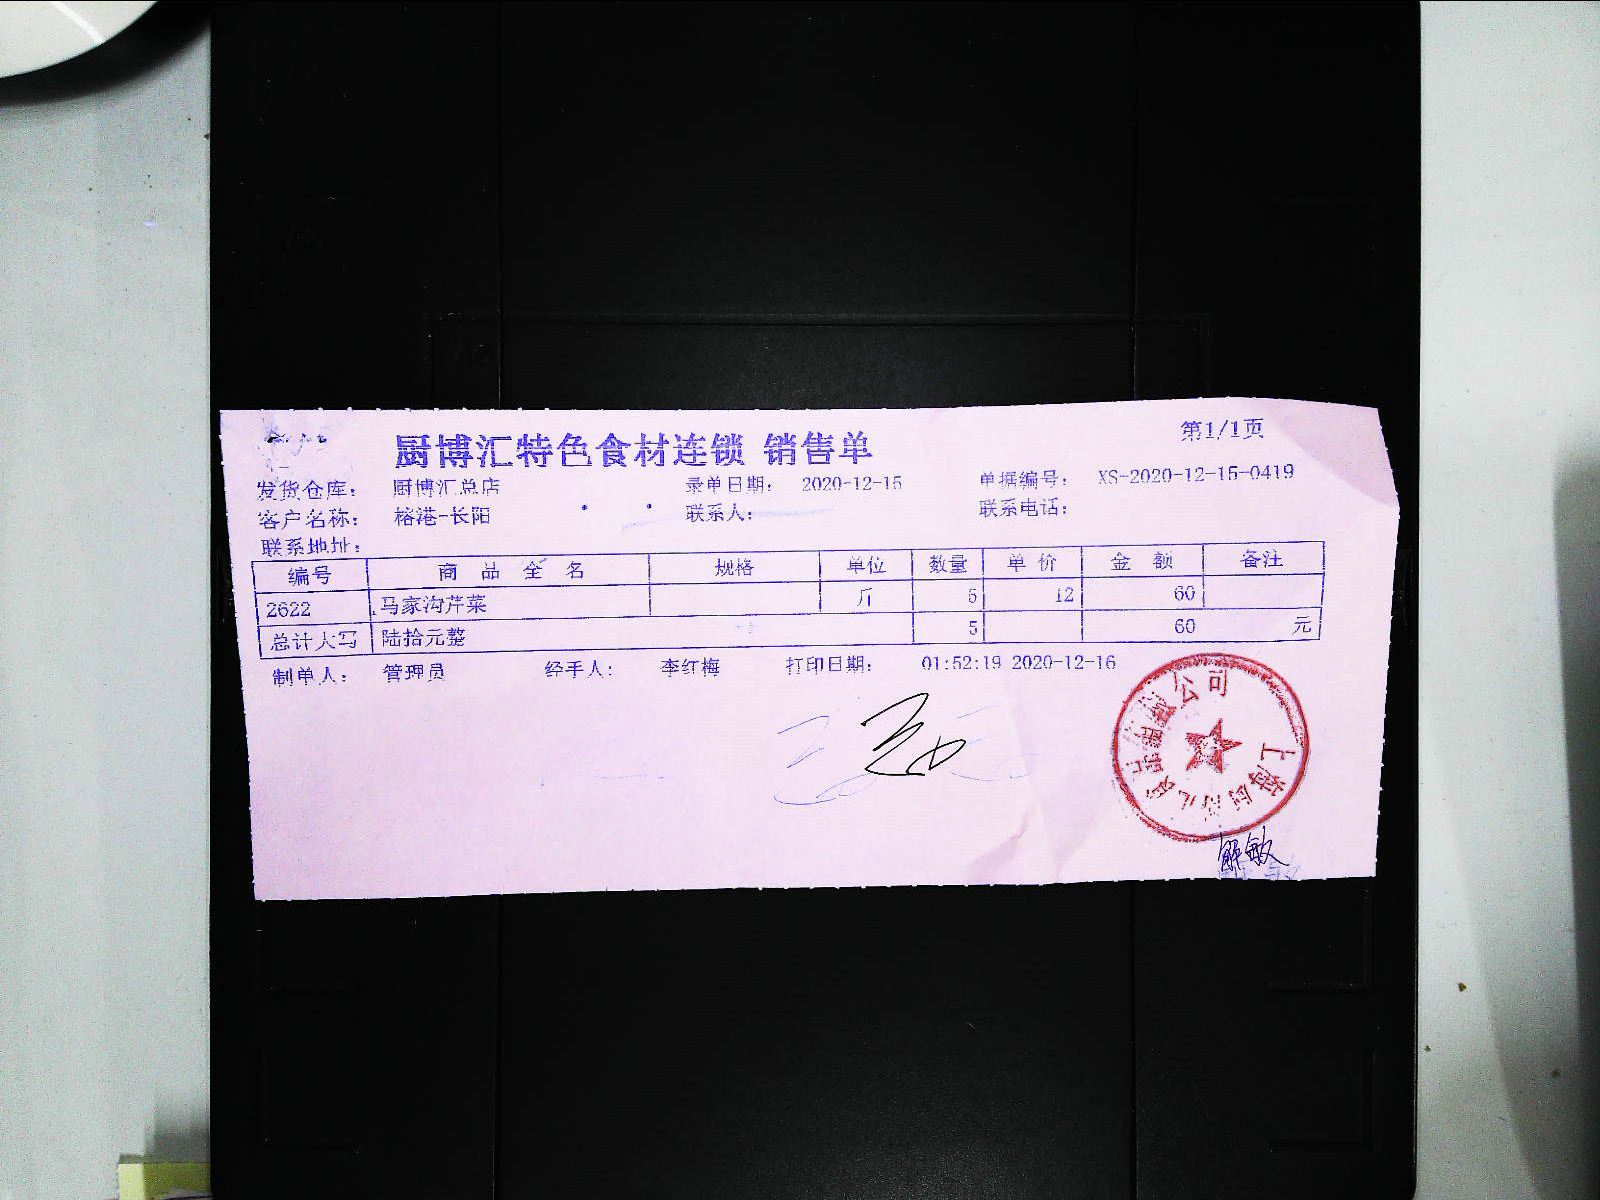 厨博汇特色食材连锁 销售单 第1/1页
发货仓库： 厨博汇总店 录单日期： 2020-12-15 单据编号： XS-2020-12-15-0419
客户名称： 榕港-长阳 联系人： 联系电话：
联系地址：
编号 商品全名 规格 单位 数量 单价 金额 备注
2622 马家沟芹菜 斤 5 12 60
总计大写 陆拾元整 5 60 元
制单人： 管理员 经手人： 李红梅 打印日期： 01:52:19 2020-12-16
公司
上海
解敏